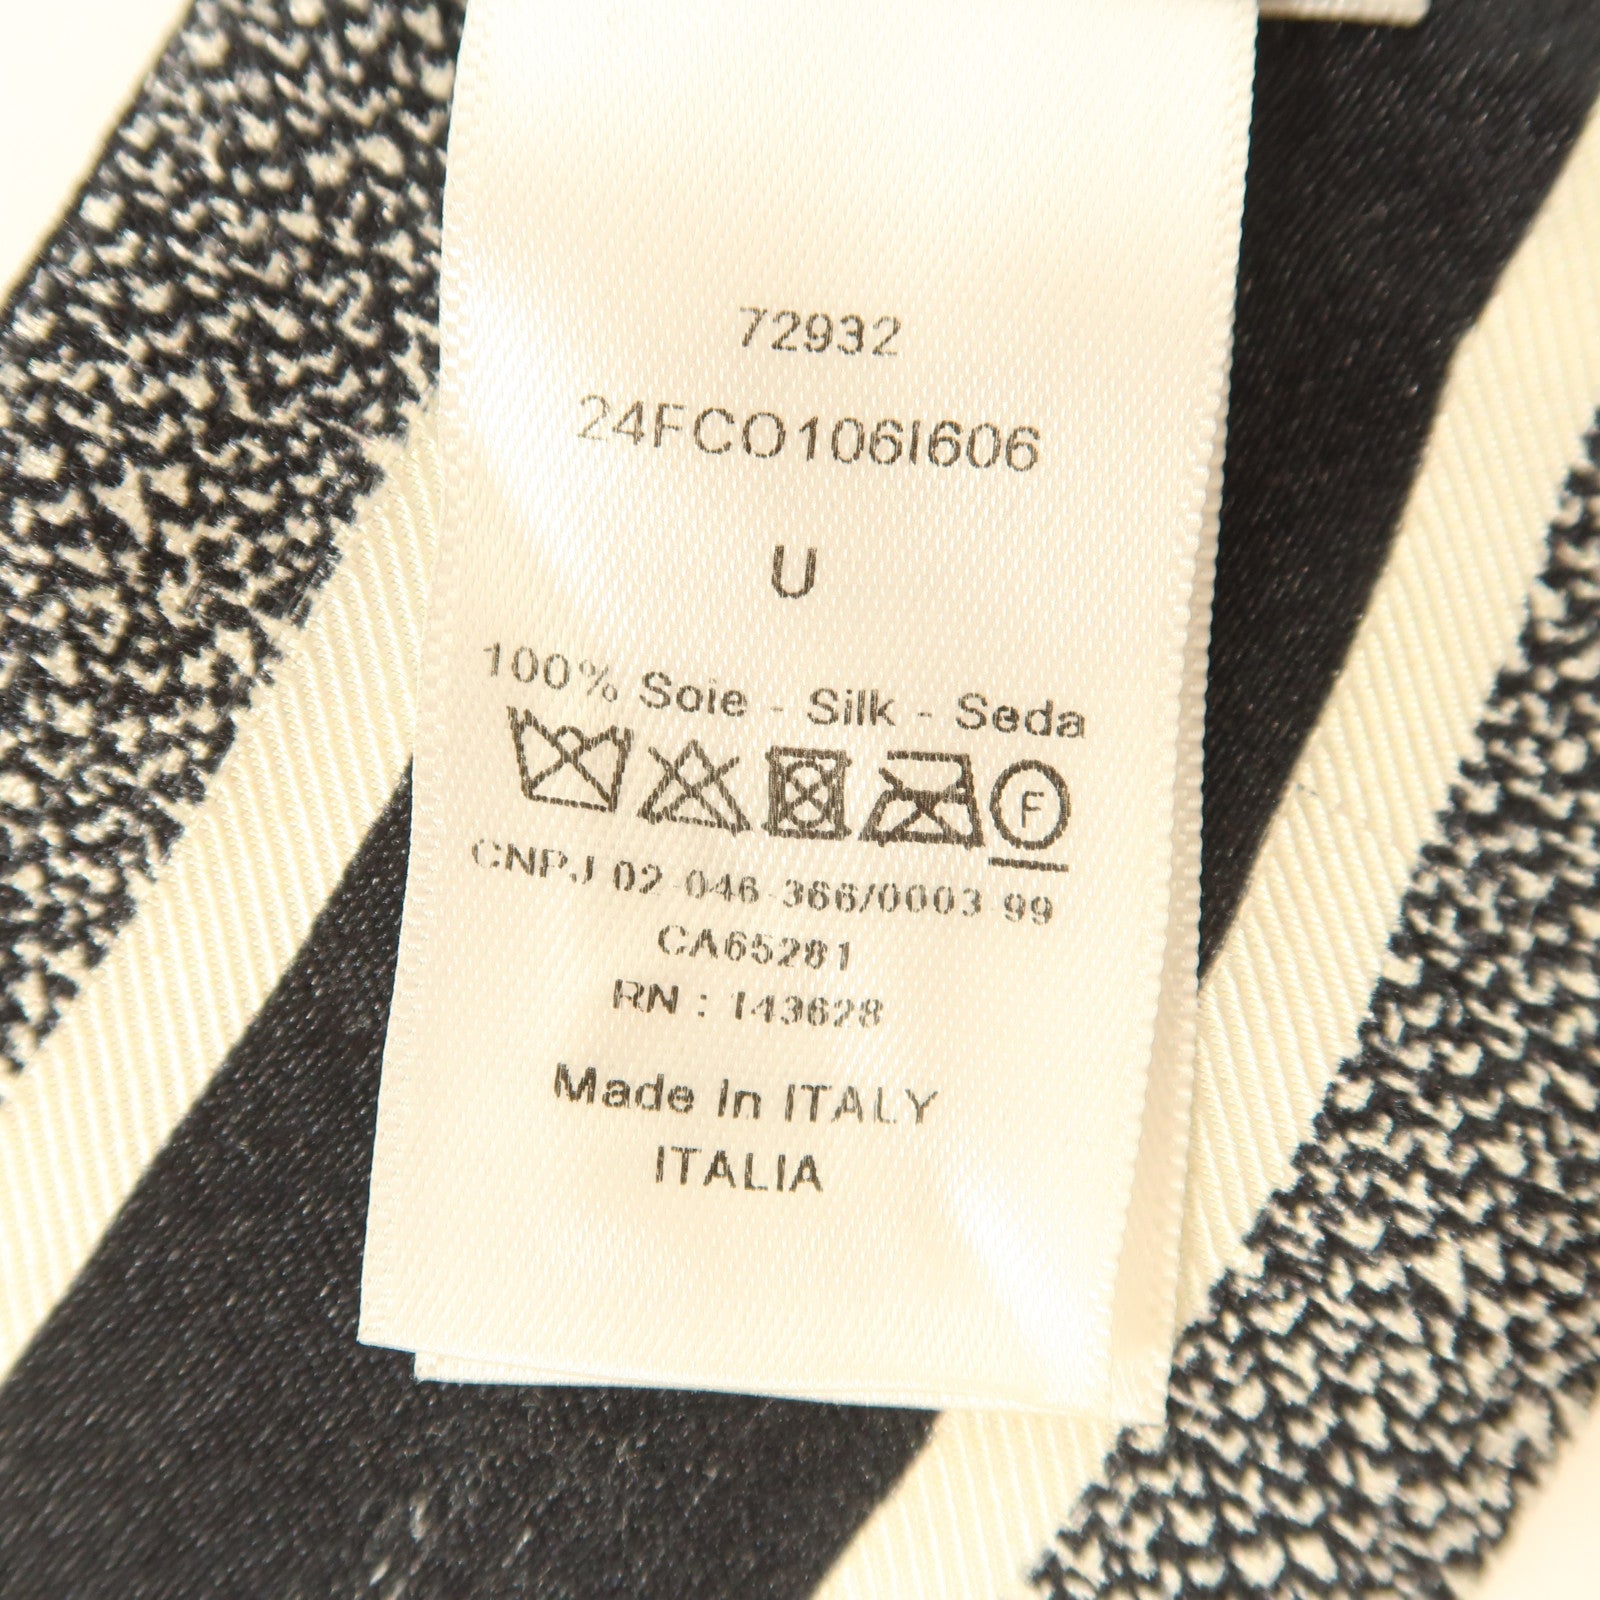 72932
24FCO106I606
U
100% Soie - Silk - Seda
F
CNPJ 02-046-366/0003-99
CA65281
RN : 143628
Made in ITALY
ITALIA